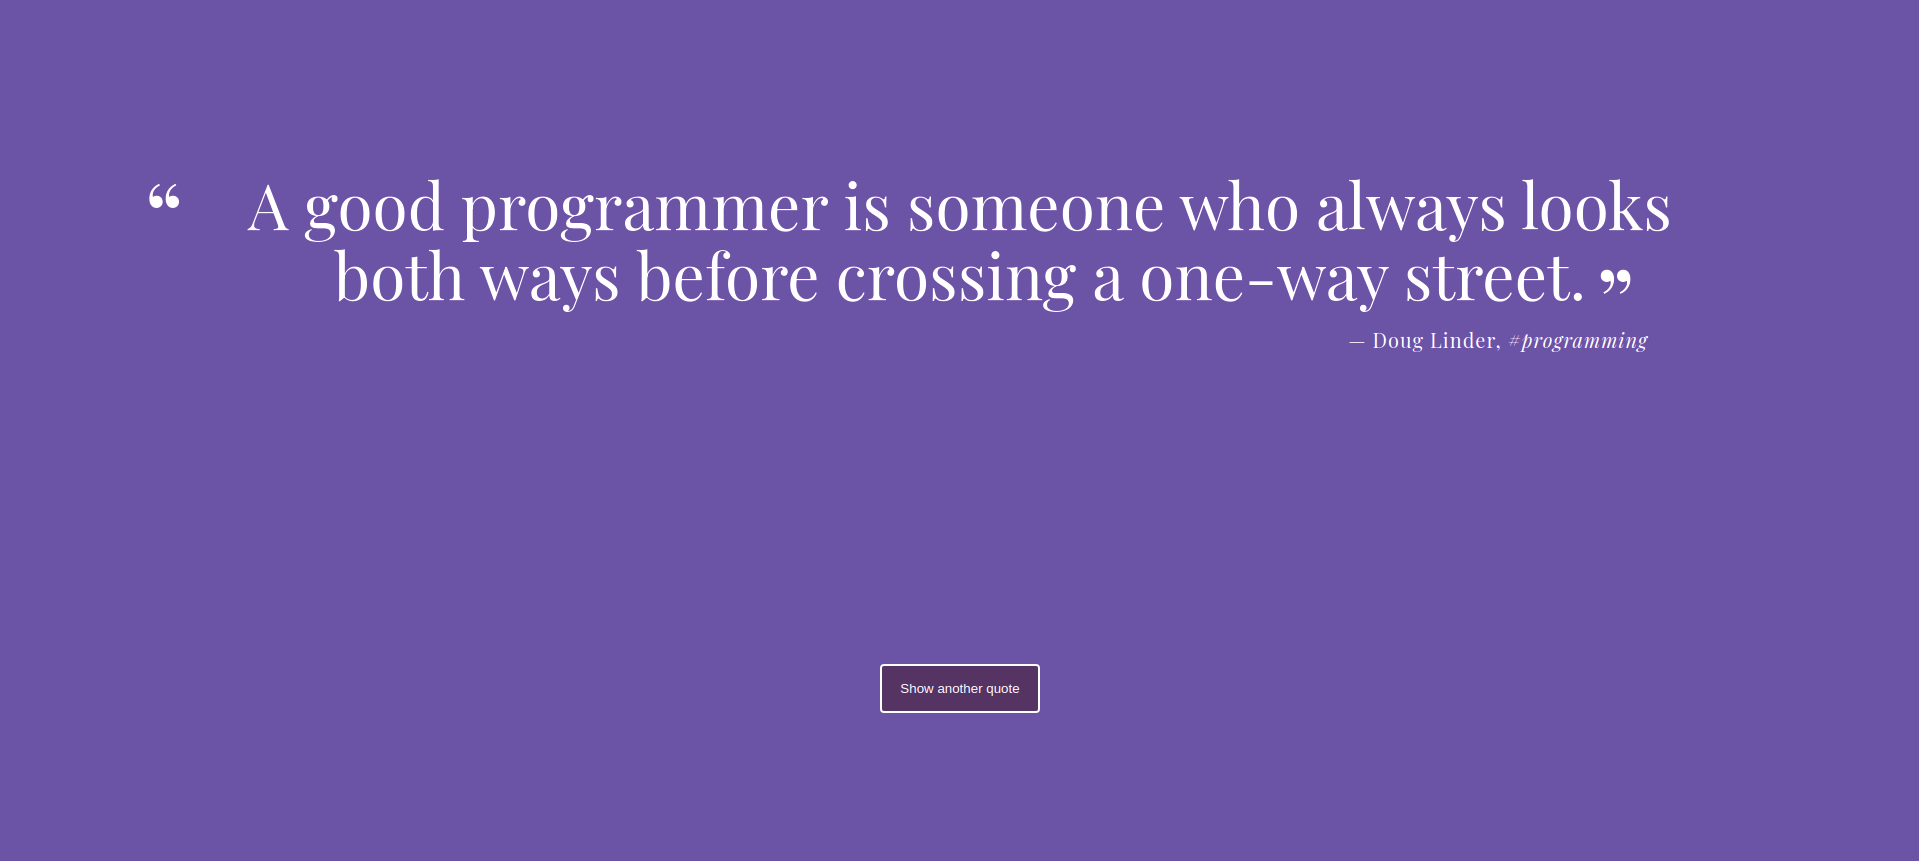 “ A good programmer is someone who always looks
both ways before crossing a one-way street. ”
— Doug Linder, #programming
Show another quote